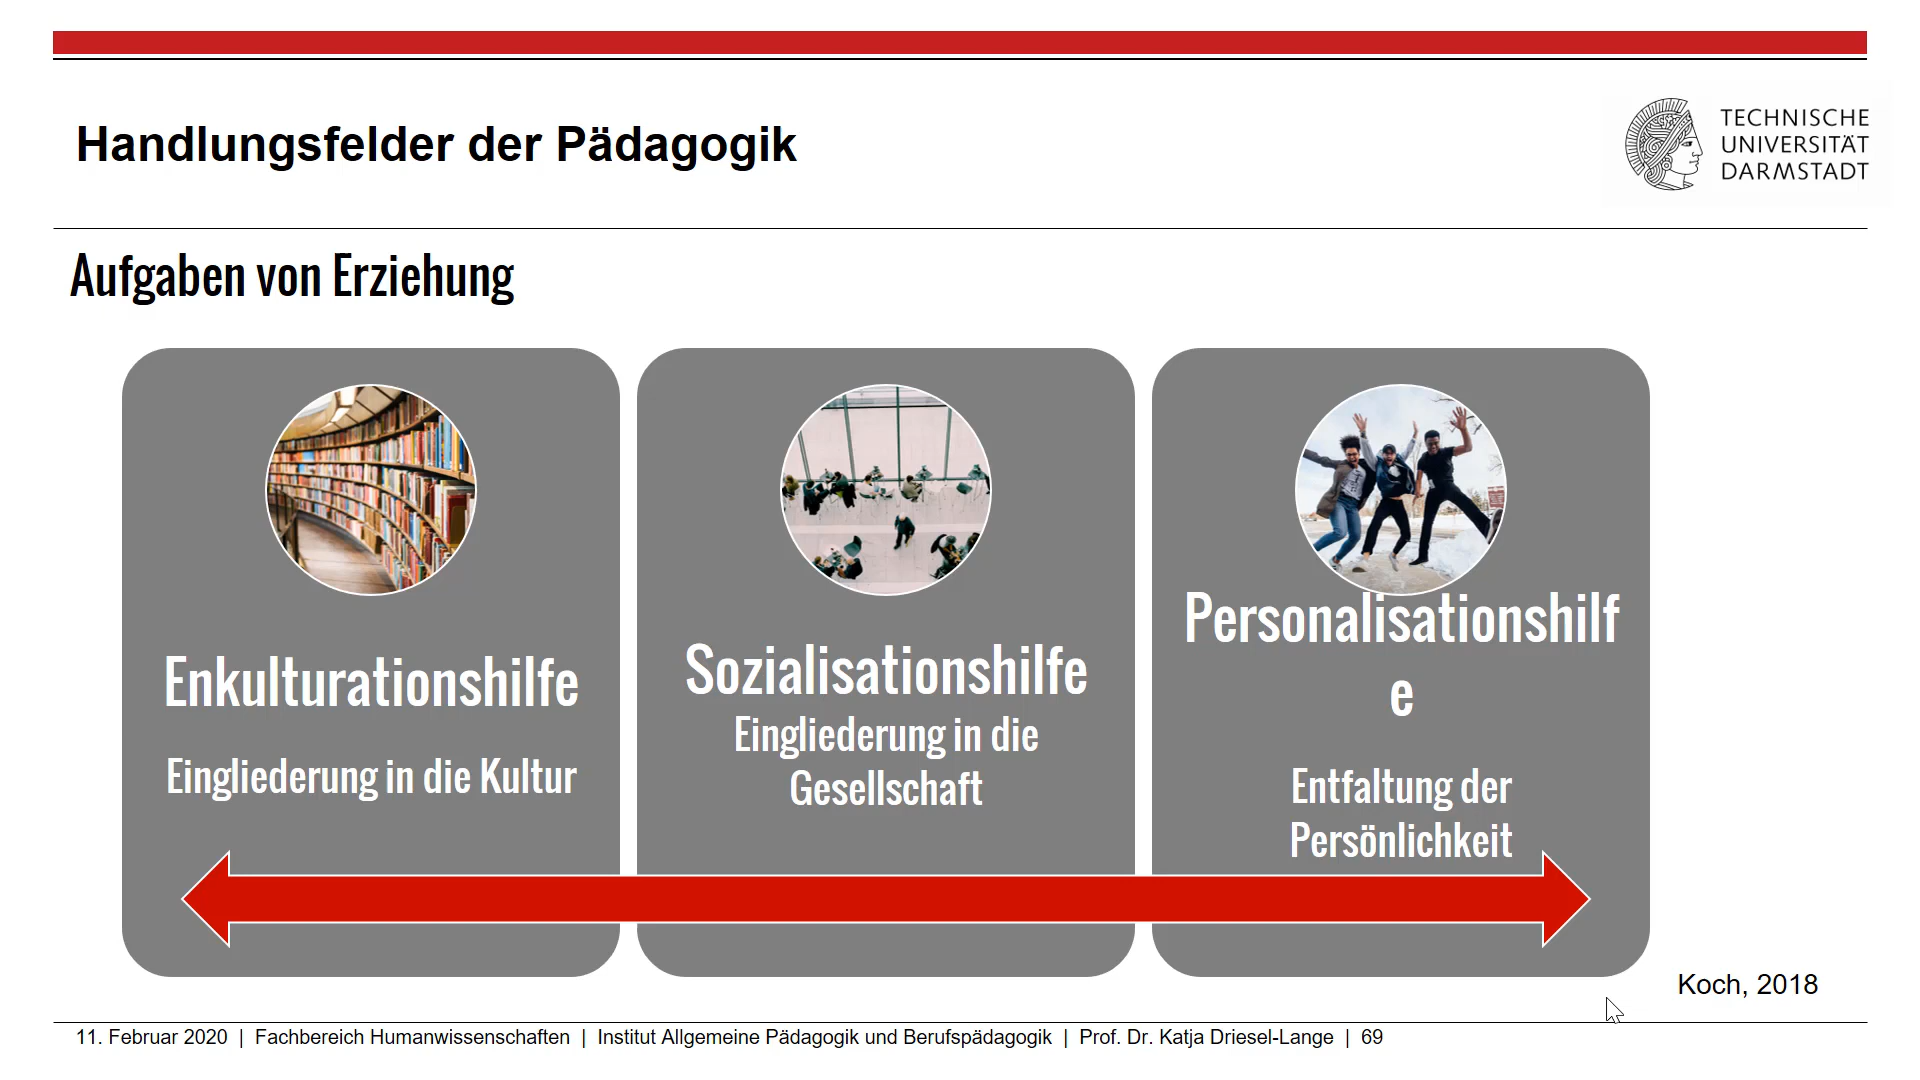 Handlungsfelder der Pädagogik
TECHNISCHE
UNIVERSITÄT
DARMSTADT
Aufgaben von Erziehung
Enkulturationshilfe
Eingliederung in die Kultur
Sozialisationshilfe
Eingliederung in die
Gesellschaft
Personalisationshilf
e
Entfaltung der
Persönlichkeit
Koch, 2018
11. Februar 2020 | Fachbereich Humanwissenschaften | Institut Allgemeine Pädagogik und Berufspädagogik | Prof. Dr. Katja Driesel-Lange | 69